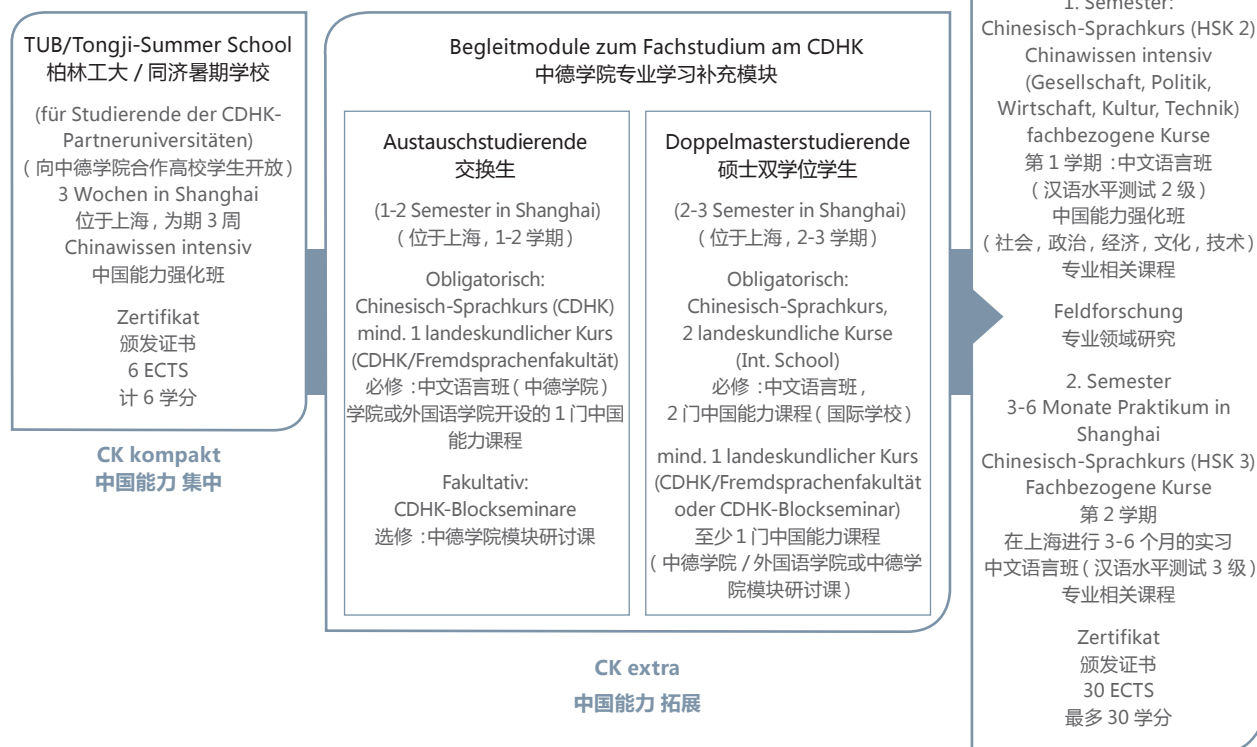 TUB/Tongji-Summer School
柏林工大 / 同济暑期学校
(für Studierende der CDHK-
Partneruniversitäten)
( 向中德学院合作高校学生开放 )
3 Wochen in Shanghai
位于上海 , 为期 3 周
Chinawissen intensiv
中国能力强化班
Zertifikat
颁发证书
6 ECTS
计 6 学分
CK kompakt
中国能力 集中
Begleitmodule zum Fachstudium am CDHK
中德学院专业学习补充模块
Austauschstudierende
交换生
(1-2 Semester in Shanghai)
( 位于上海 , 1-2 学期 )
Obligatorisch:
Chinesisch-Sprachkurs (CDHK)
mind. 1 landeskundlicher Kurs
(CDHK/Fremdsprachenfakultät)
必修 :中文语言班 ( 中德学院 )
学院或外国语学院开设的 1 门中国
能力课程
Fakultativ:
CDHK-Blockseminare
选修 :中德学院模块研讨课
Doppelmasterstudierende
硕士双学位学生
(2-3 Semester in Shanghai)
( 位于上海 , 2-3 学期 )
Obligatorisch:
Chinesisch-Sprachkurs,
2 landeskundliche Kurse
(Int. School)
必修 :中文语言班 ,
2 门中国能力课程 ( 国际学校 )
mind. 1 landeskundlicher Kurs
(CDHK/Fremdsprachenfakultät
oder CDHK-Blockseminar)
至少 1 门中国能力课程
( 中德学院 / 外国语学院或中德学
院模块研讨课 )
CK extra
中国能力 拓展
1. Semester:
Chinesisch-Sprachkurs (HSK 2)
Chinawissen intensiv
(Gesellschaft, Politik,
Wirtschaft, Kultur, Technik)
fachbezogene Kurse
第 1 学期 :中文语言班
( 汉语水平测试 2 级 )
中国能力强化班
( 社会 , 政治 , 经济 , 文化 , 技术 )
专业相关课程
Feldforschung
专业领域研究
2. Semester
3-6 Monate Praktikum in
Shanghai
Chinesisch-Sprachkurs (HSK 3)
Fachbezogene Kurse
第 2 学期
在上海进行 3-6 个月的实习
中文语言班 ( 汉语水平测试 3 级 )
专业相关课程
Zertifikat
颁发证书
30 ECTS
最多 30 学分